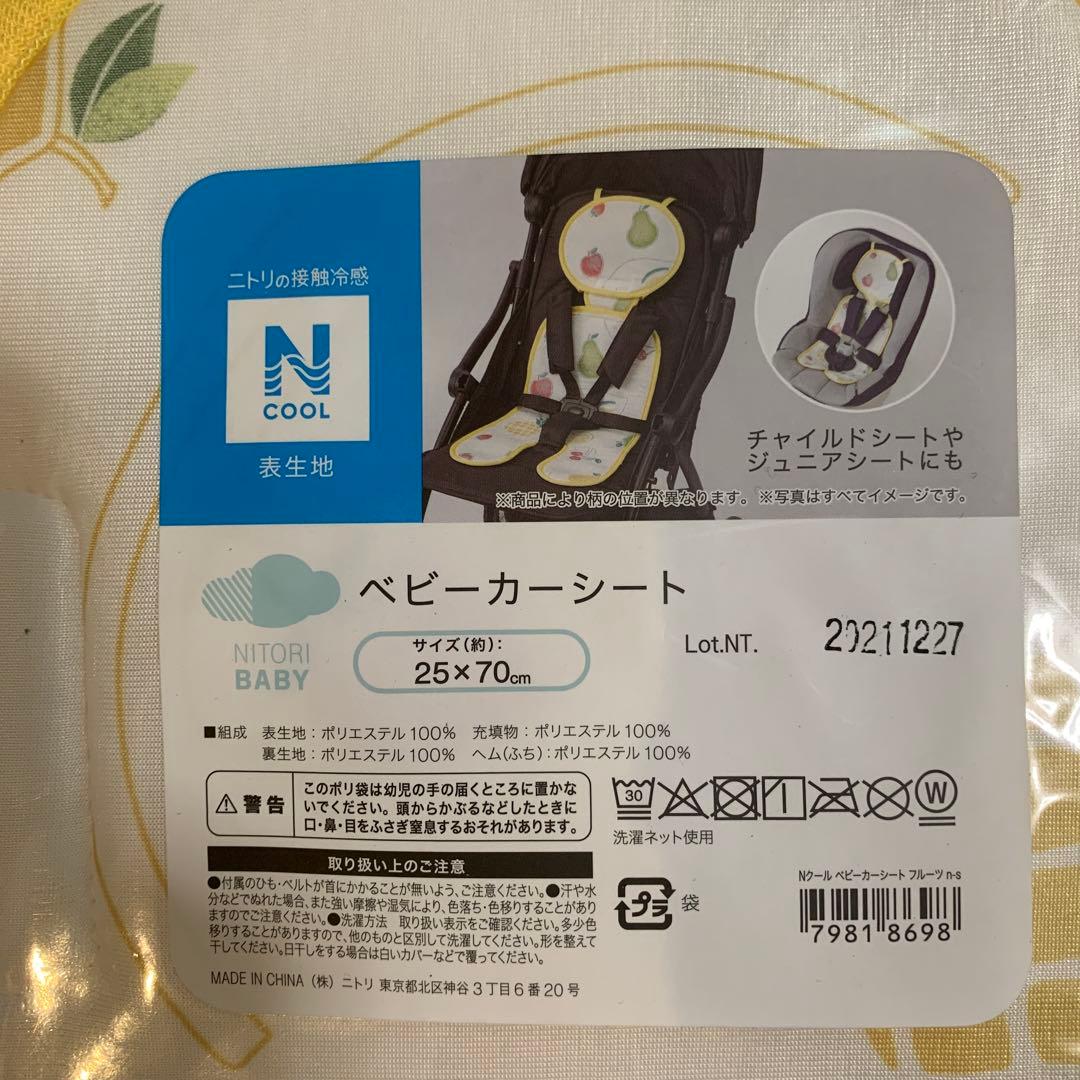 ニトリの接触冷感
N
COOL
表生地
チャイルドシートや
ジュニアシートにも
※商品により柄の位置が異なります。 ※写真はすべてイメージです。
NITORI
BABY
ベビーカーシート
サイズ(約):
25×70cm
Lot.NT. 20211227
■組成 表生地：ポリエステル 100% 充填物：ポリエステル 100%
裏生地：ポリエステル 100% ヘム(ふち)：ポリエステル 100%
⚠警告
このポリ袋は幼児の手の届くところに置かな
いでください。頭からかぶるなどしたときに
口・鼻・目をふさぎ窒息するおそれがあります。
30
W
洗濯ネット使用
取り扱い上のご注意
●付属のひも・ベルトが首にかかることが無いよう、ご注意ください。●汗や水
分などでぬれた場合、また強い摩擦や湿気により、色落ち・色移りすることがあり
ますのでご注意ください。●洗濯方法 取り扱い表示をご確認ください。多少色
移りすることがありますので、他のものと区別して洗濯してください。形を整えて
干してください。日干しをする場合は白いカバーなどで覆ってください。
プラ 袋
Nクール ベビーカーシート フルーツ n-s
7981 8698
MADE IN CHINA （株）ニトリ 東京都北区神谷３丁目６番20号